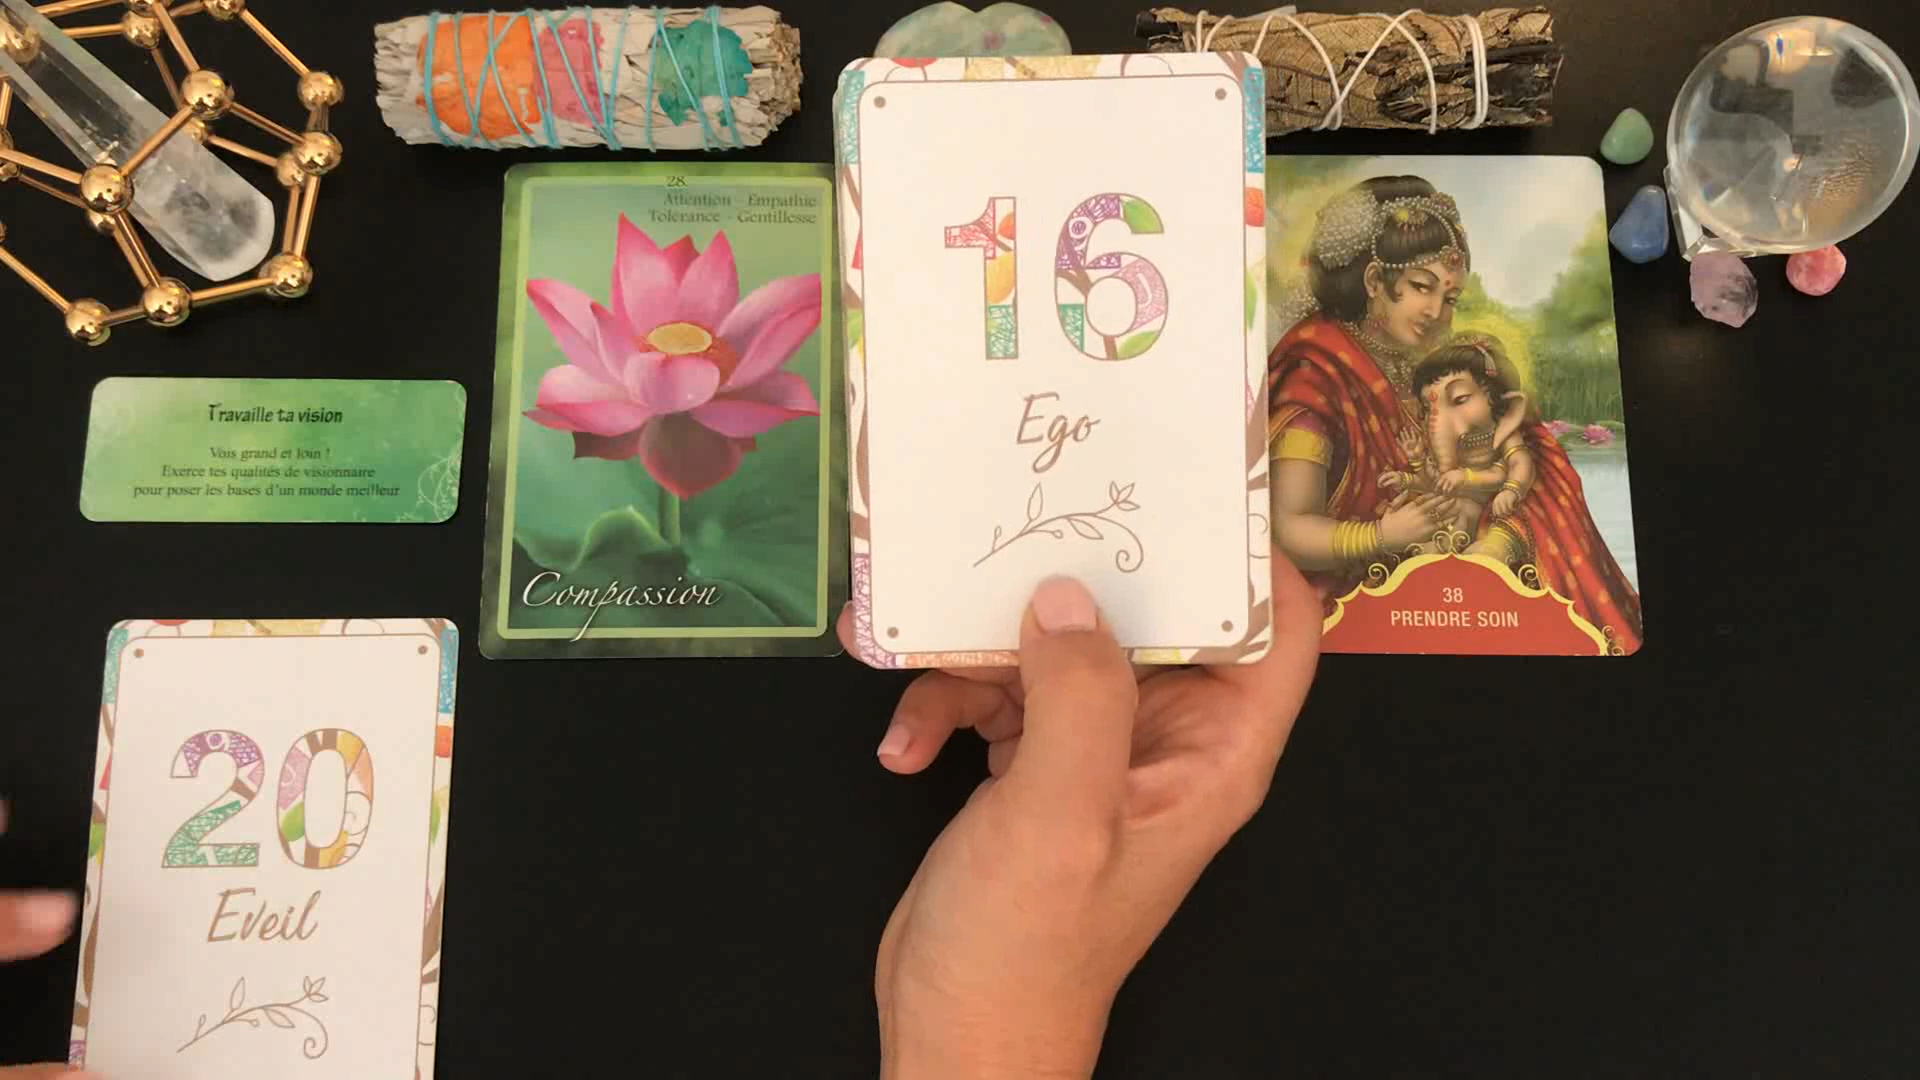 Travaille ta vision
Vois grand et loin !
Exerce tes qualités de visionnaire
pour poser les bases d'un monde meilleur
28
Attention - Empathie
Tolérance - Gentillesse
Compassion
16
Ego
38
PRENDRE SOIN
20
Eveil